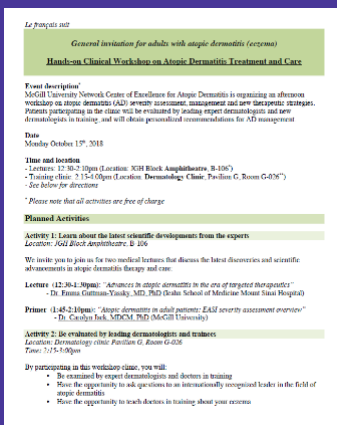 Le français suit
General invitation for adults with atopic dermatitis (eczema)
Hands-on Clinical Workshop on Atopic Dermatitis Treatment and Care
Event description*
McGill University Network Center of Excellence for Atopic Dermatitis is organizing an afternoon
workshop on atopic dermatitis (AD) severity assessment, management and new therapeutic strategies.
Patients participating in the clinic will be evaluated by leading expert dermatologists and new
dermatologists in training, and will obtain personalized recommendations for AD management
Date
Monday October 15th, 2018
Time and location
- Lectures: 12:30-2:10pm (Location: JGH Block Amphitheatre, B-106*)
- Training clinic: 2:15-4:00pm (Location: Dermatology Clinic, Pavilion G, Room G-026**)
- See below for directions
* Please note that all activities are free of charge
Planned Activities
Activity 1: Learn about the latest scientific developments from the experts
Location: JGH Block Amphitheatre, B-106
We invite you to join us for two medical lectures that discuss the latest discoveries and scientific
advancements in atopic dermatitis therapy and care:
Lecture (12:30-1:30pm): "Advances in atopic dermatitis in the era of targeted therapeutics"
- Dr. Emma Guttman-Yassky, MD, PhD (Icahn School of Medicine Mount Sinai Hospital)
Primer (1:45-2:10pm): "Atopic dermatitis in adult patients: EASI severity assessment overview"
- Dr. Carolyn Jack, MDCM, PhD (McGill University)
Activity 2: Be evaluated by leading dermatologists and trainees
Location: Dermatology clinic Pavilion G, Room G-026
Time: 2:15-4:00pm
By participating in this workshop clinic, you will:
• Be examined by expert dermatologists and doctors in training
• Have the opportunity to ask questions to an internationally recognized leader in the field of
atopic dermatitis
• Have the opportunity to teach doctors in training about your eczema